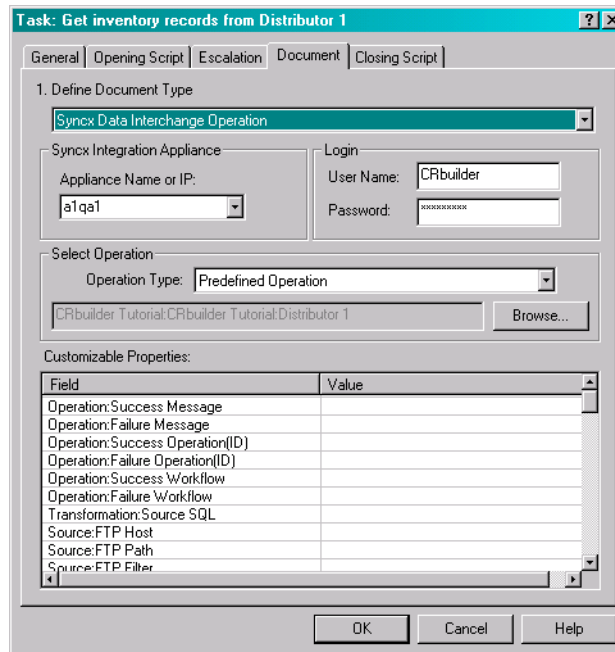 Task: Get inventory records from Distributor 1
General Opening Script Escalation Document Closing Script
1. Define Document Type
Syncx Data Interchange Operation
Syncx Integration Appliance
Appliance Name or IP:
a1qa1
Login
User Name: CRbuilder
Password: xxxxxxxxx
Select Operation
Operation Type: Predefined Operation
CRbuilder Tutorial:CRbuilder Tutorial:Distributor 1 Browse...
Customizable Properties:
Field Value
Operation:Success Message
Operation:Failure Message
Operation:Success Operation(ID)
Operation:Failure Operation(ID)
Operation:Success Workflow
Operation:Failure Workflow
Transformation:Source SQL
Source:FTP Host
Source:FTP Path
Source:FTP Filter
OK Cancel Help